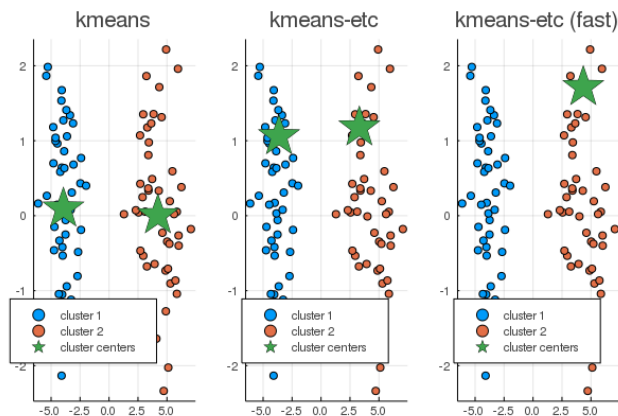 kmeans
kmeans-etc
kmeans-etc (fast)
2
1
0
-1
-2
2
1
0
-1
-2
2
1
0
-1
-2
cluster 1
cluster 2
cluster centers
cluster 1
cluster 2
cluster centers
cluster 1
cluster 2
cluster centers
-5.0 -2.5 0.0 2.5 5.0
-5.0 -2.5 0.0 2.5 5.0
-5.0 -2.5 0.0 2.5 5.0